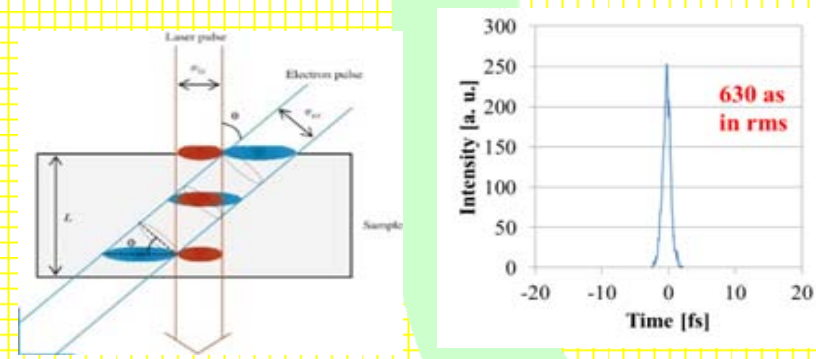 Laser pulse
Electron pulse
θ
L
θ
Sample
300
250
200
150
100
50
0
Intensity [a. u.]
630 as
in rms
-20 -10 0 10 20
Time [fs]